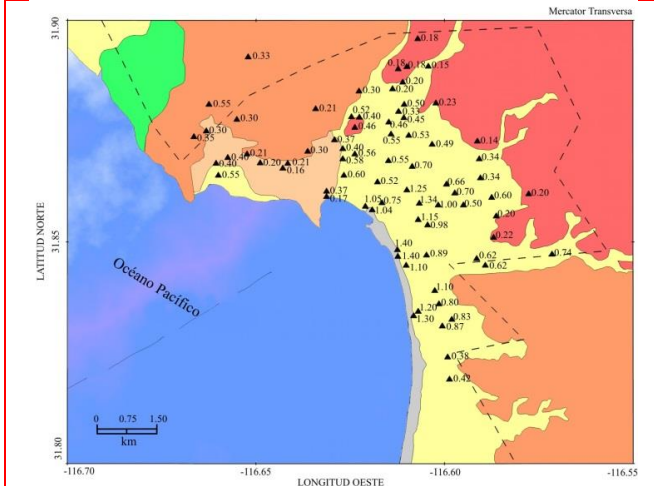 Mercator Transversa
31.90
0.18
0.33
0.18 0.18 0.15
0.20
0.30 0.20
0.55 0.50 0.23
0.21 0.33
0.30 0.52 0.40 0.45
0.46 0.46
0.30
0.35 0.55 0.53
0.37 0.14
0.49
0.40
0.21 0.30 0.56
0.40 0.58 0.55 0.34
0.40 0.20 0.21 0.70
0.16
0.55 0.60 0.34
0.52 0.66
0.37 1.25 0.70 0.20
0.17 0.60
1.05 0.75 1.34 1.00 0.50
1.04
1.15 0.20
0.98
31.85
0.22
1.40
1.40 0.89 0.62 0.74
1.10 0.62
Océano Pacífico
1.10
0.80
1.20
1.30 0.83
0.87
0.38
0.42
0 0.75 1.50
km
31.80
LATITUD NORTE
-116.70 -116.65 -116.60 -116.55
LONGITUD OESTE